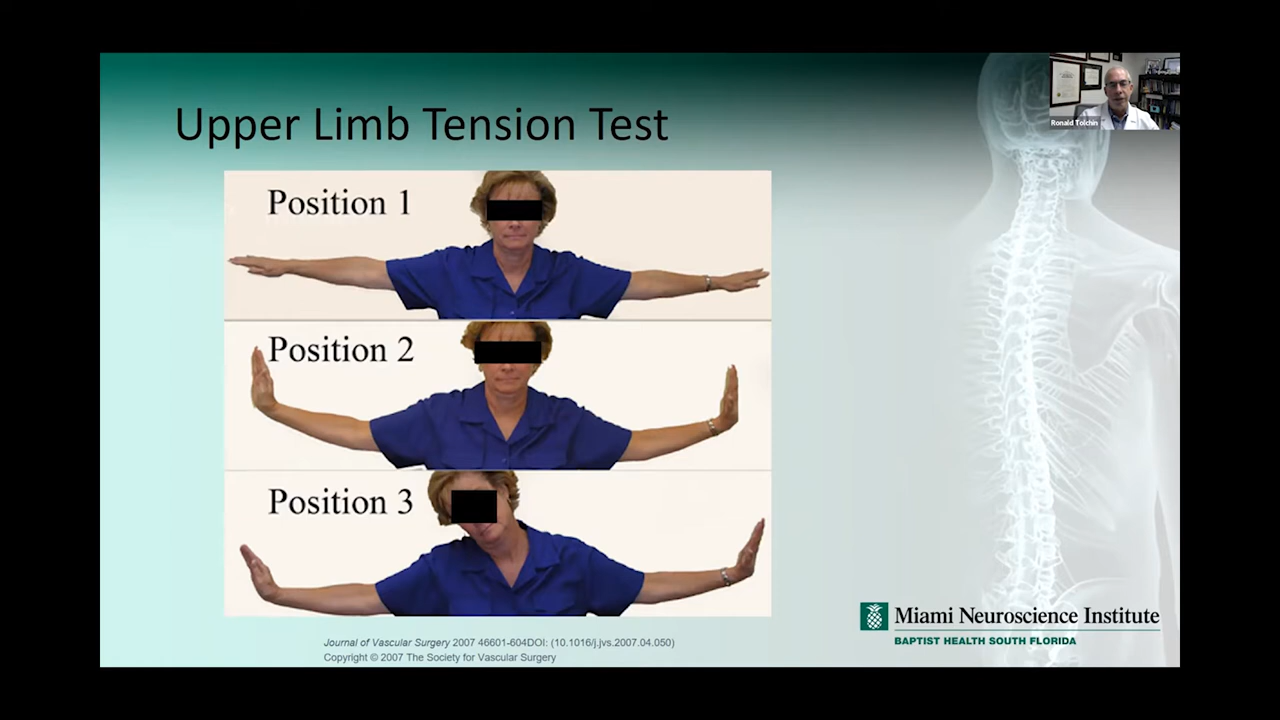 Ronald Tolchin
Upper Limb Tension Test
Position 1
Position 2
Position 3
Miami Neuroscience Institute
BAPTIST HEALTH SOUTH FLORIDA
Journal of Vascular Surgery 2007 46601-604DOI: (10.1016/j.jvs.2007.04.050)
Copyright © 2007 The Society for Vascular Surgery